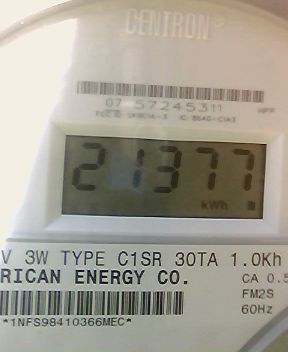 CENTRON®
07 57245311
21377
kWh
V 3W TYPE C1SR 30TA 1.0Kh
RICAN ENERGY CO.
CA 0.5
FM2S
60Hz
*1NFS98410366MEC*